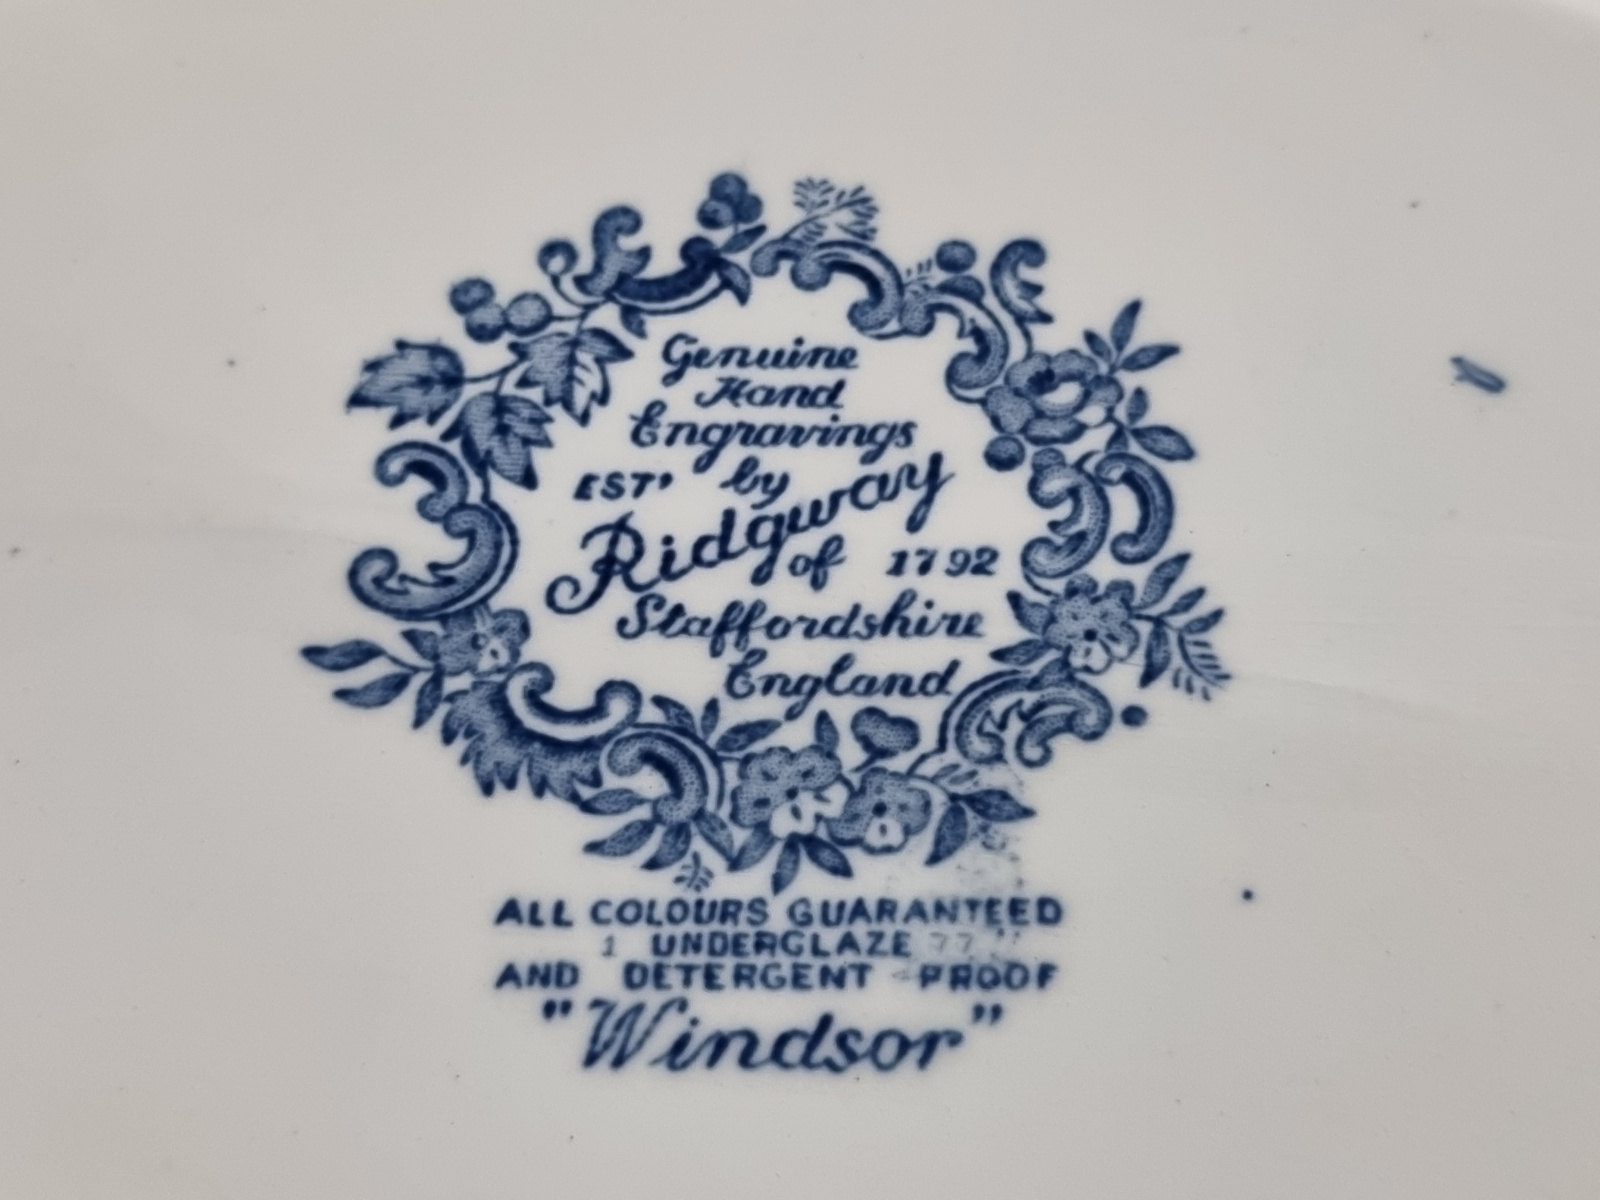 Genuine
Hand
Engravings
EST' by
Ridgway
of 1792
Staffordshire
England
ALL COLOURS GUARANTEED
UNDERGLAZE
AND DETERGENT PROOF
"Windsor"